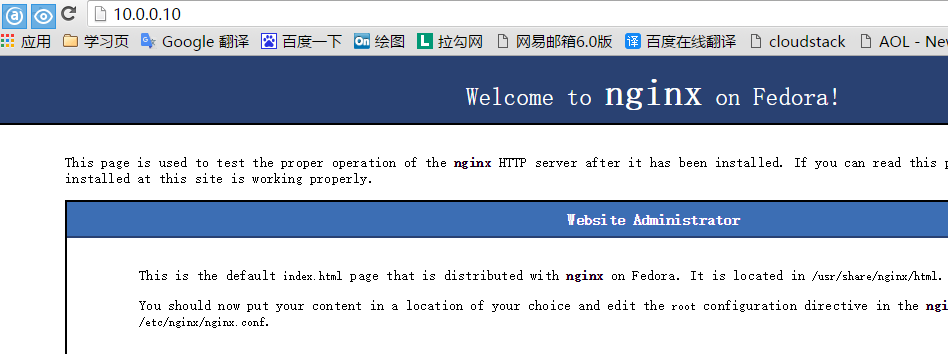 10.0.0.10
应用 学习页 Google 翻译 百度一下 On 绘图 L 拉勾网 网易邮箱6.0版 译 百度在线翻译 cloudstack AOL - Ne
Welcome to nginx on Fedora!
This page is used to test the proper operation of the nginx HTTP server after it has been installed. If you can read this p
installed at this site is working properly.
Website Administrator
This is the default index.html page that is distributed with nginx on Fedora. It is located in /usr/share/nginx/html.
You should now put your content in a location of your choice and edit the root configuration directive in the ngi
/etc/nginx/nginx.conf.